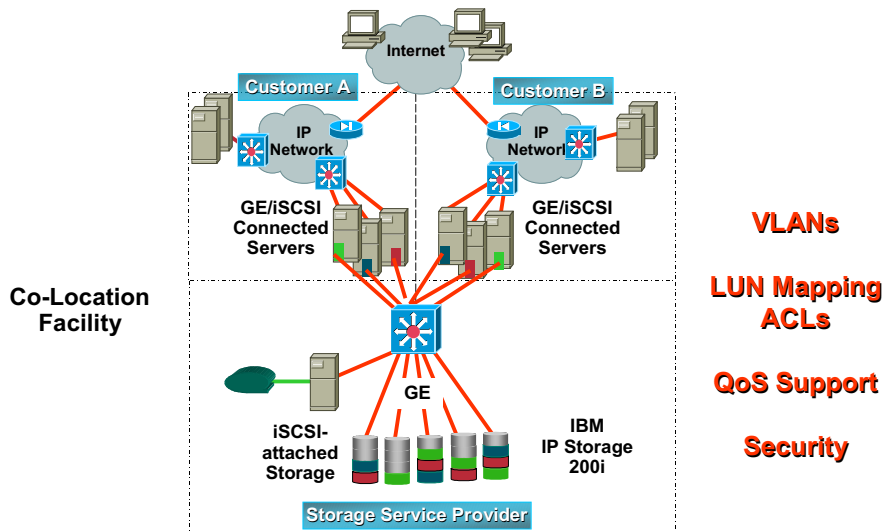 Internet
Customer A
Customer B
IP
Network
IP
Network
GE/iSCSI
Connected
Servers
GE/iSCSI
Connected
Servers
VLANs
LUN Mapping
ACLs
QoS Support
Security
Co-Location
Facility
GE
iSCSI-
attached
Storage
IBM
IP Storage
200i
Storage Service Provider